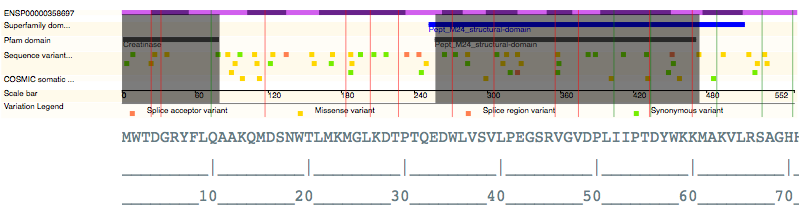 ENSP00000358697
Superfamily dom...
Pept_M24_structural-domain
Pfam domain
Creatinase
Pept_M24_structural-domain
Sequence variant...
COSMIC somatic ...
Scale bar
0 60 120 180 240 300 360 420 480 552
Variation Legend
Splice acceptor variant Missense variant Splice region variant Synonymous variant
MWTDGRYFLQAAKQMDSNWTLMKMGLKDTPTQEDWLVSVLPEGSRVGVDPLIIPTDYWKKMAKVLRSAGHH
10 20 30 40 50 60 70